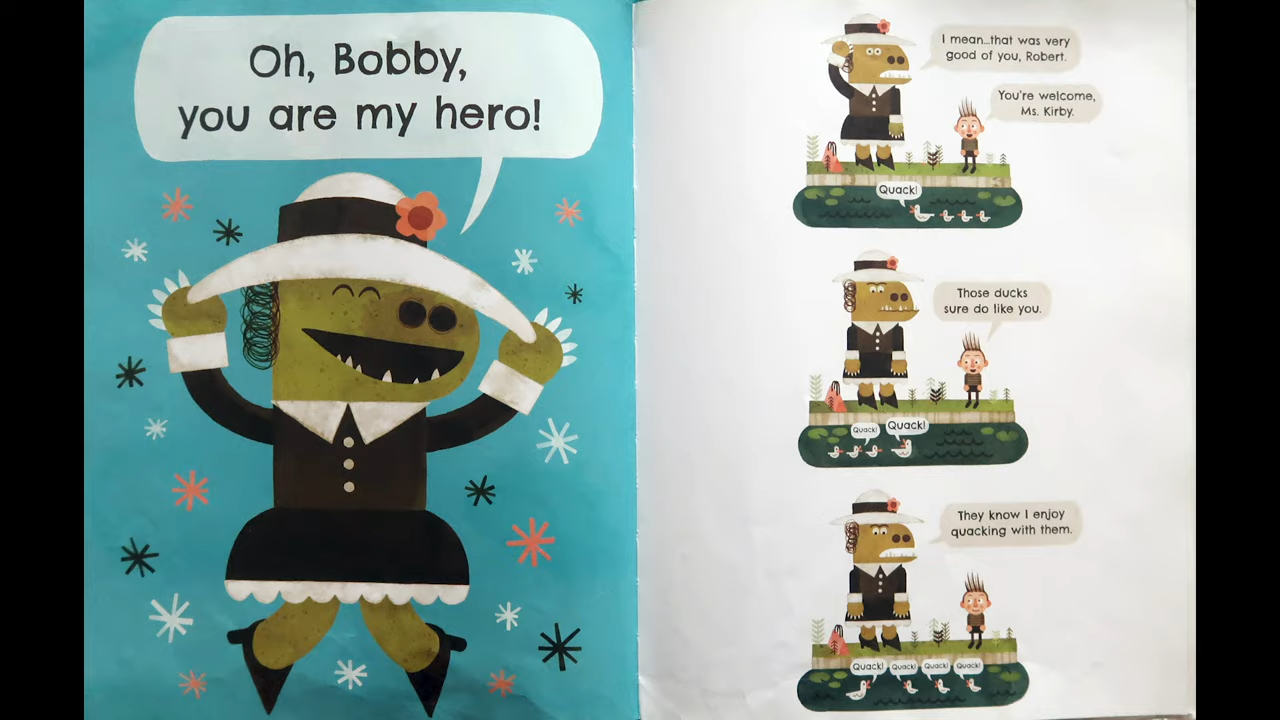 Oh, Bobby,
you are my hero!
I mean...that was very
good of you, Robert.
You're welcome,
Ms. Kirby.
Quack!
Those ducks
sure do like you.
Quack!
Quack!
They know I enjoy
quacking with them.
Quack!
Quack!
Quack!
Quack!